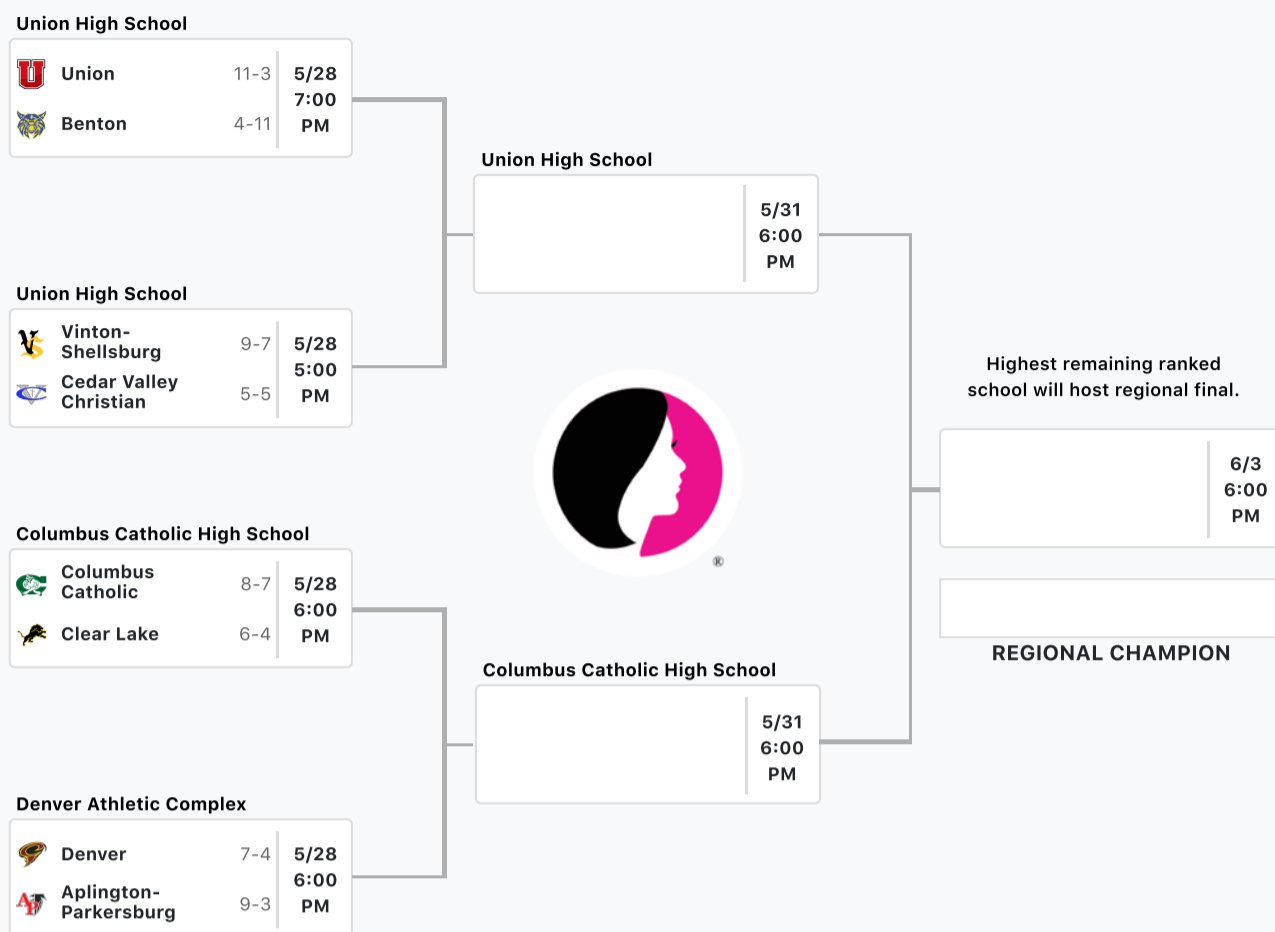 Union High School
Union 11-3
Benton 4-11
5/28
7:00
PM
Union High School
Vinton-
Shellsburg 9-7
Cedar Valley
Christian 5-5
5/28
5:00
PM
Columbus Catholic High School
Columbus
Catholic 8-7
Clear Lake 6-4
5/28
6:00
PM
Denver Athletic Complex
Denver 7-4
Aplington-
Parkersburg 9-3
5/28
6:00
PM
Union High School
5/31
6:00
PM
®
Columbus Catholic High School
5/31
6:00
PM
Highest remaining ranked
school will host regional final.
6/3
6:00
PM
REGIONAL CHAMPION